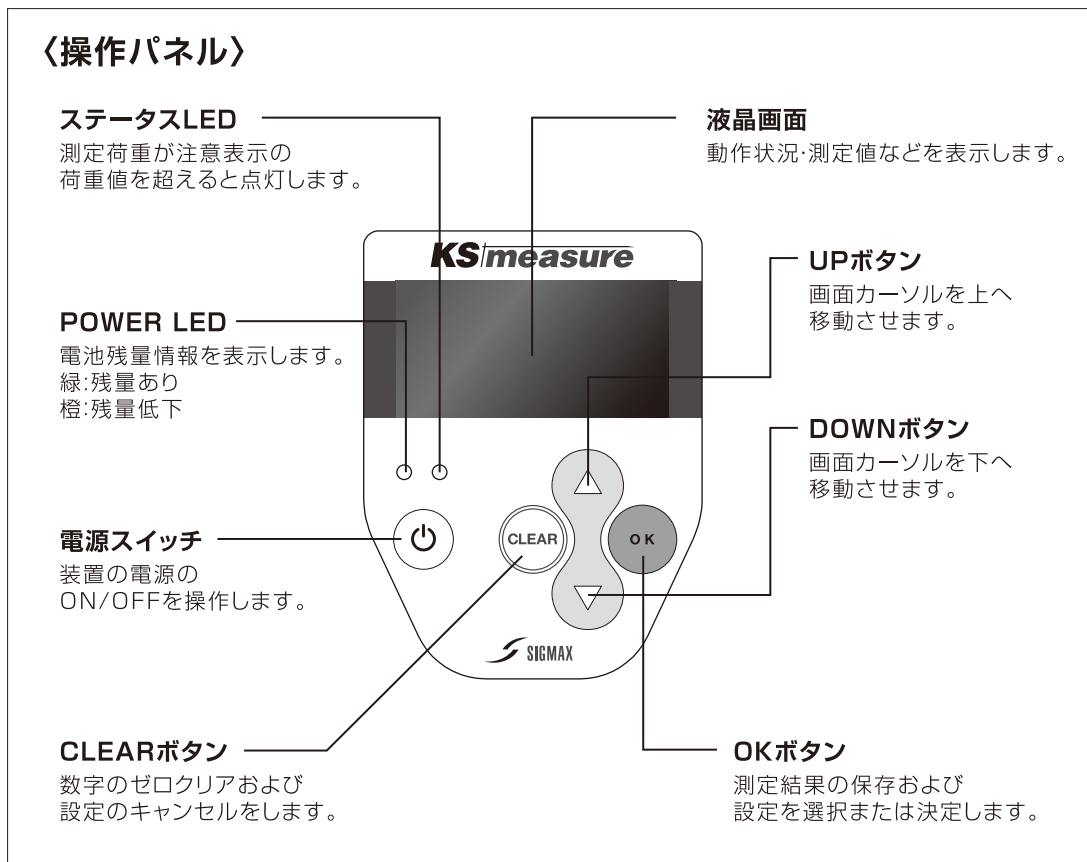 〈操作パネル〉
ステータスLED
測定荷重が注意表示の
荷重値を超えると点灯します。
液晶画面
動作状況・測定値などを表示します。
KS measure
UPボタン
画面カーソルを上へ
移動させます。
POWER LED
電池残量情報を表示します。
緑:残量あり
橙:残量低下
DOWNボタン
画面カーソルを下へ
移動させます。
電源スイッチ
装置の電源の
ON/OFFを操作します。
CLEAR
OK
SIGMAX
CLEARボタン
数字のゼロクリアおよび
設定のキャンセルをします。
OKボタン
測定結果の保存および
設定を選択または決定します。